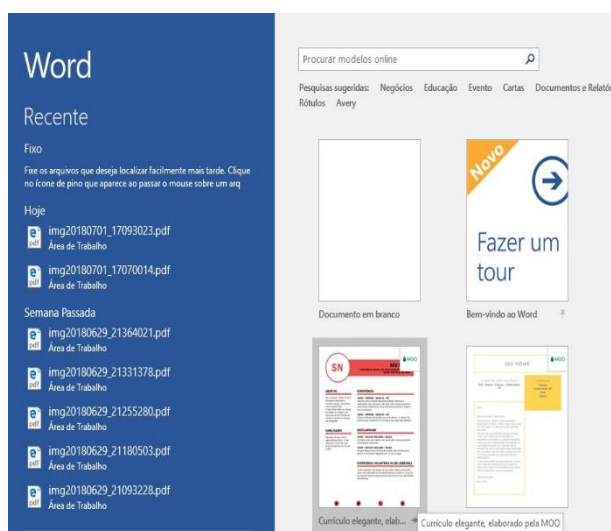 Word
Recente
Fixo
Fixe os arquivos que deseja localizar facilmente mais tarde. Clique
no ícone de pino que aparece ao passar o mouse sobre um arq
Hoje
img20180701_17093023.pdf
Área de Trabalho
img20180701_17070014.pdf
Área de Trabalho
Semana Passada
img20180629_21364021.pdf
Área de Trabalho
img20180629_21331378.pdf
Área de Trabalho
img20180629_21255280.pdf
Área de Trabalho
img20180629_21180503.pdf
Área de Trabalho
img20180629_21093228.pdf
Área de Trabalho
Procurar modelos online
Pesquisas sugeridas: Negócios Educação Evento Cartas Documentos e Relatór
Rótulos Avery
Documento em branco
Novo
Fazer um
tour
Bem-vindo ao Word
SN
MOO
Currículo elegante, elab...
MOO
SEU NOME
Currículo elegante, elaborado pela MOO